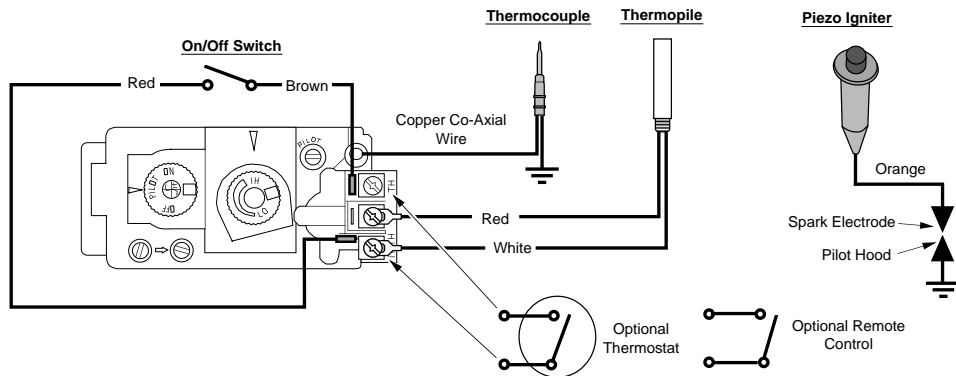 Thermocouple
Thermopile
Piezo Igniter
On/Off Switch
Red
Brown
Copper Co-Axial
Wire
PILOT
PILOT
ON
OFF
HI
LO
TH
TH
Red
White
Orange
Spark Electrode
Pilot Hood
Optional
Thermostat
Optional Remote
Control